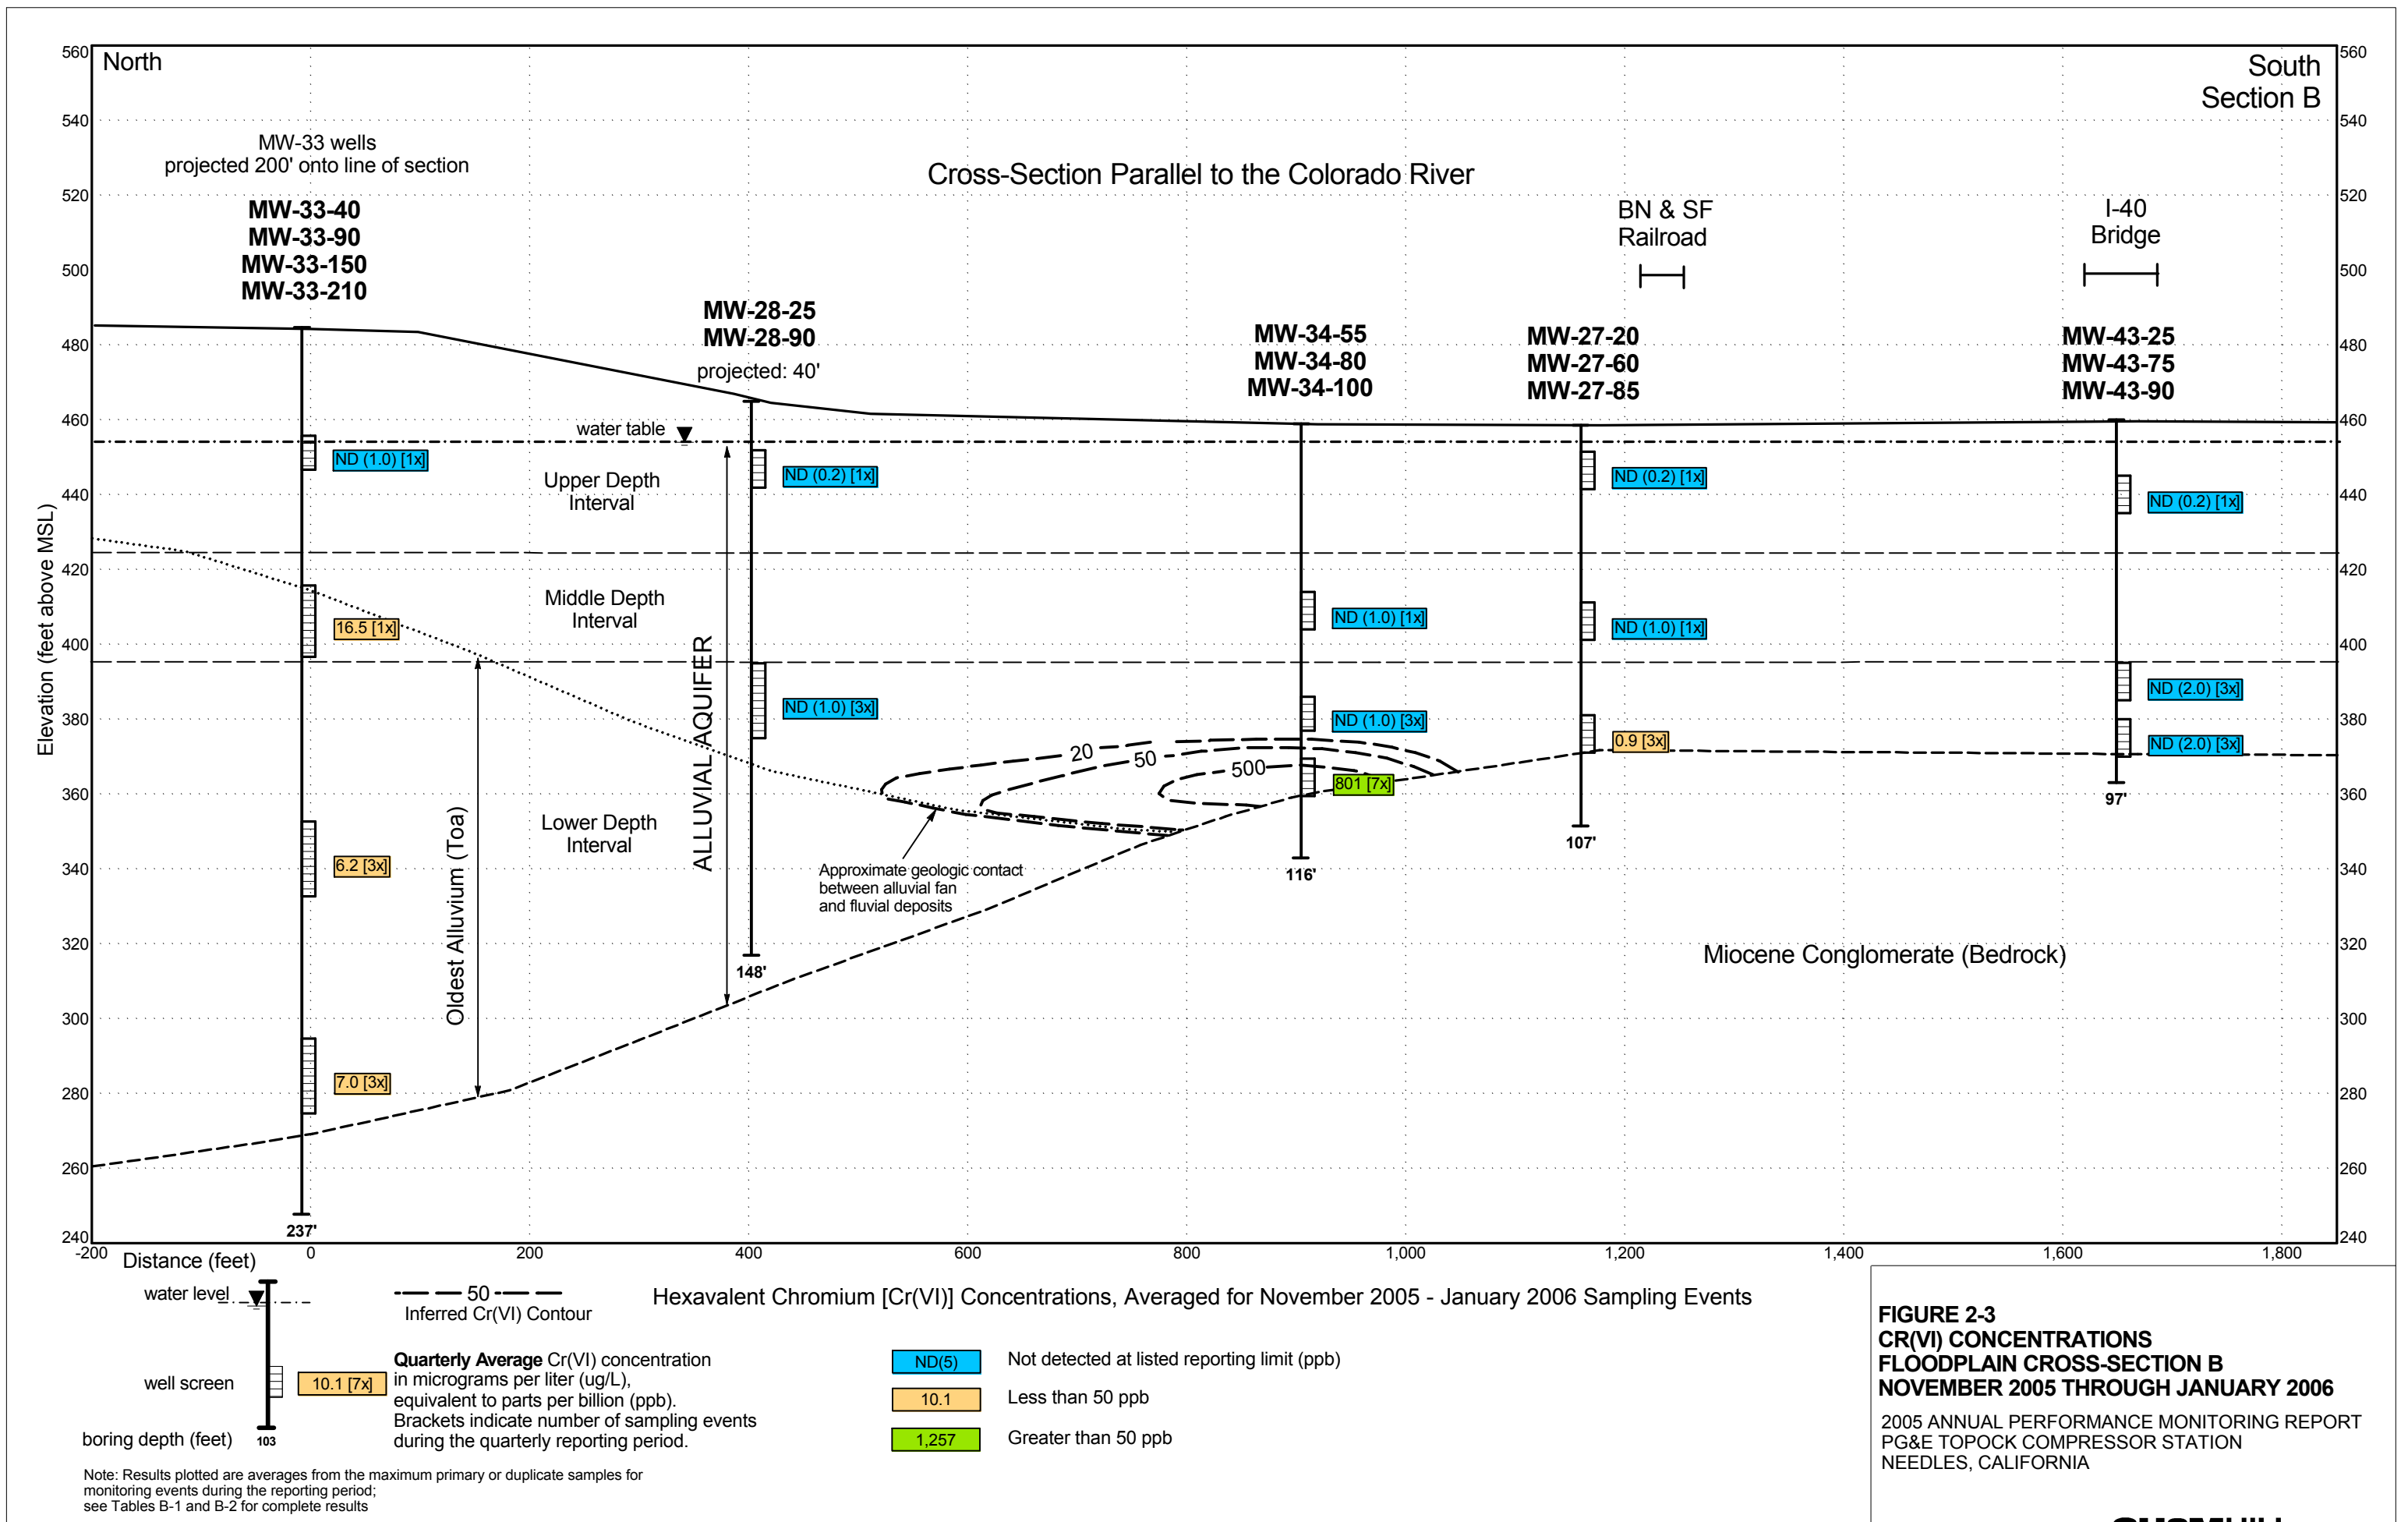 North
South
Section B
MW-33 wells
projected 200' onto line of section
Cross-Section Parallel to the Colorado River
MW-33-40
MW-33-90
MW-33-150
MW-33-210
BN & SF
Railroad
I-40
Bridge
MW-28-25
MW-28-90
projected: 40'
MW-34-55
MW-34-80
MW-34-100
MW-27-20
MW-27-60
MW-27-85
MW-43-25
MW-43-75
MW-43-90
560
540
520
500
480
460
440
420
400
380
360
340
320
300
280
260
240
Elevation (feet above MSL)
560
540
520
500
480
460
440
420
400
380
360
340
320
300
280
260
240
water table
Upper Depth
Interval
Middle Depth
Interval
Lower Depth
Interval
ALLUVIAL AQUIFER
Oldest Alluvium (Toa)
ND (1.0) [1x]
16.5 [1x]
6.2 [3x]
7.0 [3x]
237'
ND (0.2) [1x]
ND (1.0) [3x]
148'
20
50
500
Approximate geologic contact
between alluvial fan
and fluvial deposits
ND (1.0) [1x]
ND (1.0) [3x]
801 [7x]
116'
ND (0.2) [1x]
ND (1.0) [1x]
0.9 [3x]
107'
ND (0.2) [1x]
ND (2.0) [3x]
ND (2.0) [3x]
97'
Miocene Conglomerate (Bedrock)
-200 0 200 400 600 800 1,000 1,200 1,400 1,600 1,800
Distance (feet)
water level
well screen
10.1 [7x]
boring depth (feet)
103
50
Inferred Cr(VI) Contour
Quarterly Average Cr(VI) concentration
in micrograms per liter (ug/L),
equivalent to parts per billion (ppb).
Brackets indicate number of sampling events
during the quarterly reporting period.
Note: Results plotted are averages from the maximum primary or duplicate samples for
monitoring events during the reporting period;
see Tables B-1 and B-2 for complete results
Hexavalent Chromium [Cr(VI)] Concentrations, Averaged for November 2005 - January 2006 Sampling Events
ND(5) Not detected at listed reporting limit (ppb)
10.1 Less than 50 ppb
1,257 Greater than 50 ppb
FIGURE 2-3
CR(VI) CONCENTRATIONS
FLOODPLAIN CROSS-SECTION B
NOVEMBER 2005 THROUGH JANUARY 2006
2005 ANNUAL PERFORMANCE MONITORING REPORT
PG&E TOPOCK COMPRESSOR STATION
NEEDLES, CALIFORNIA